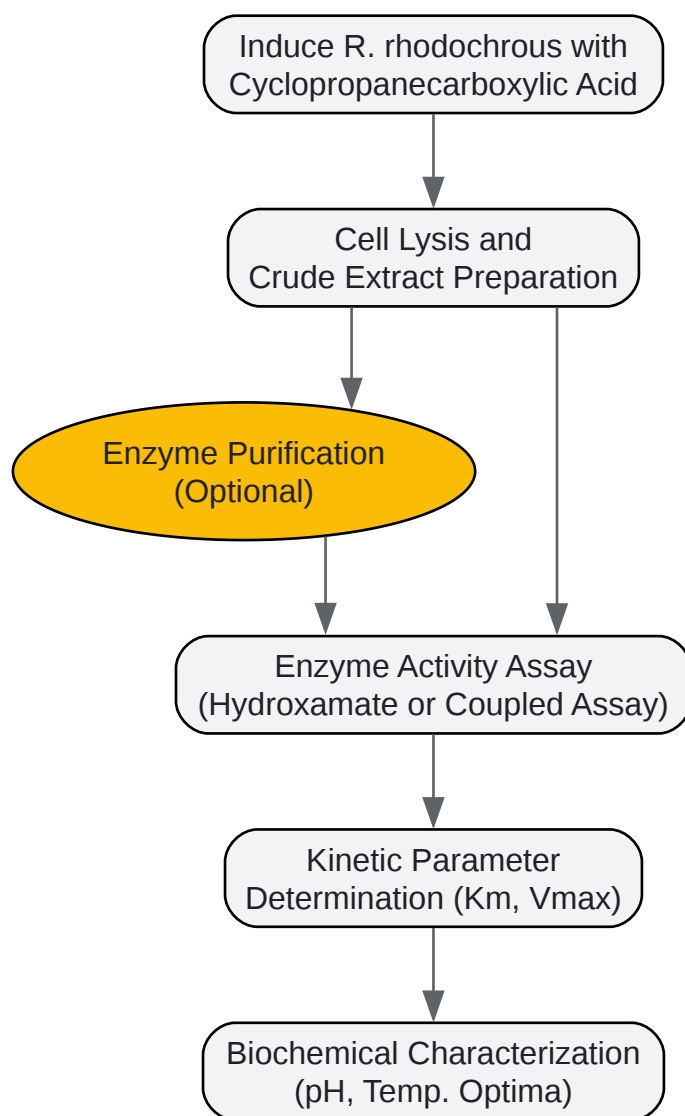 Induce R. rhodochrous with
Cyclopropanecarboxylic Acid
Cell Lysis and
Crude Extract Preparation
Enzyme Purification
(Optional)
Enzyme Activity Assay
(Hydroxamate or Coupled Assay)
Kinetic Parameter
Determination (Km, Vmax)
Biochemical Characterization
(pH, Temp. Optima)